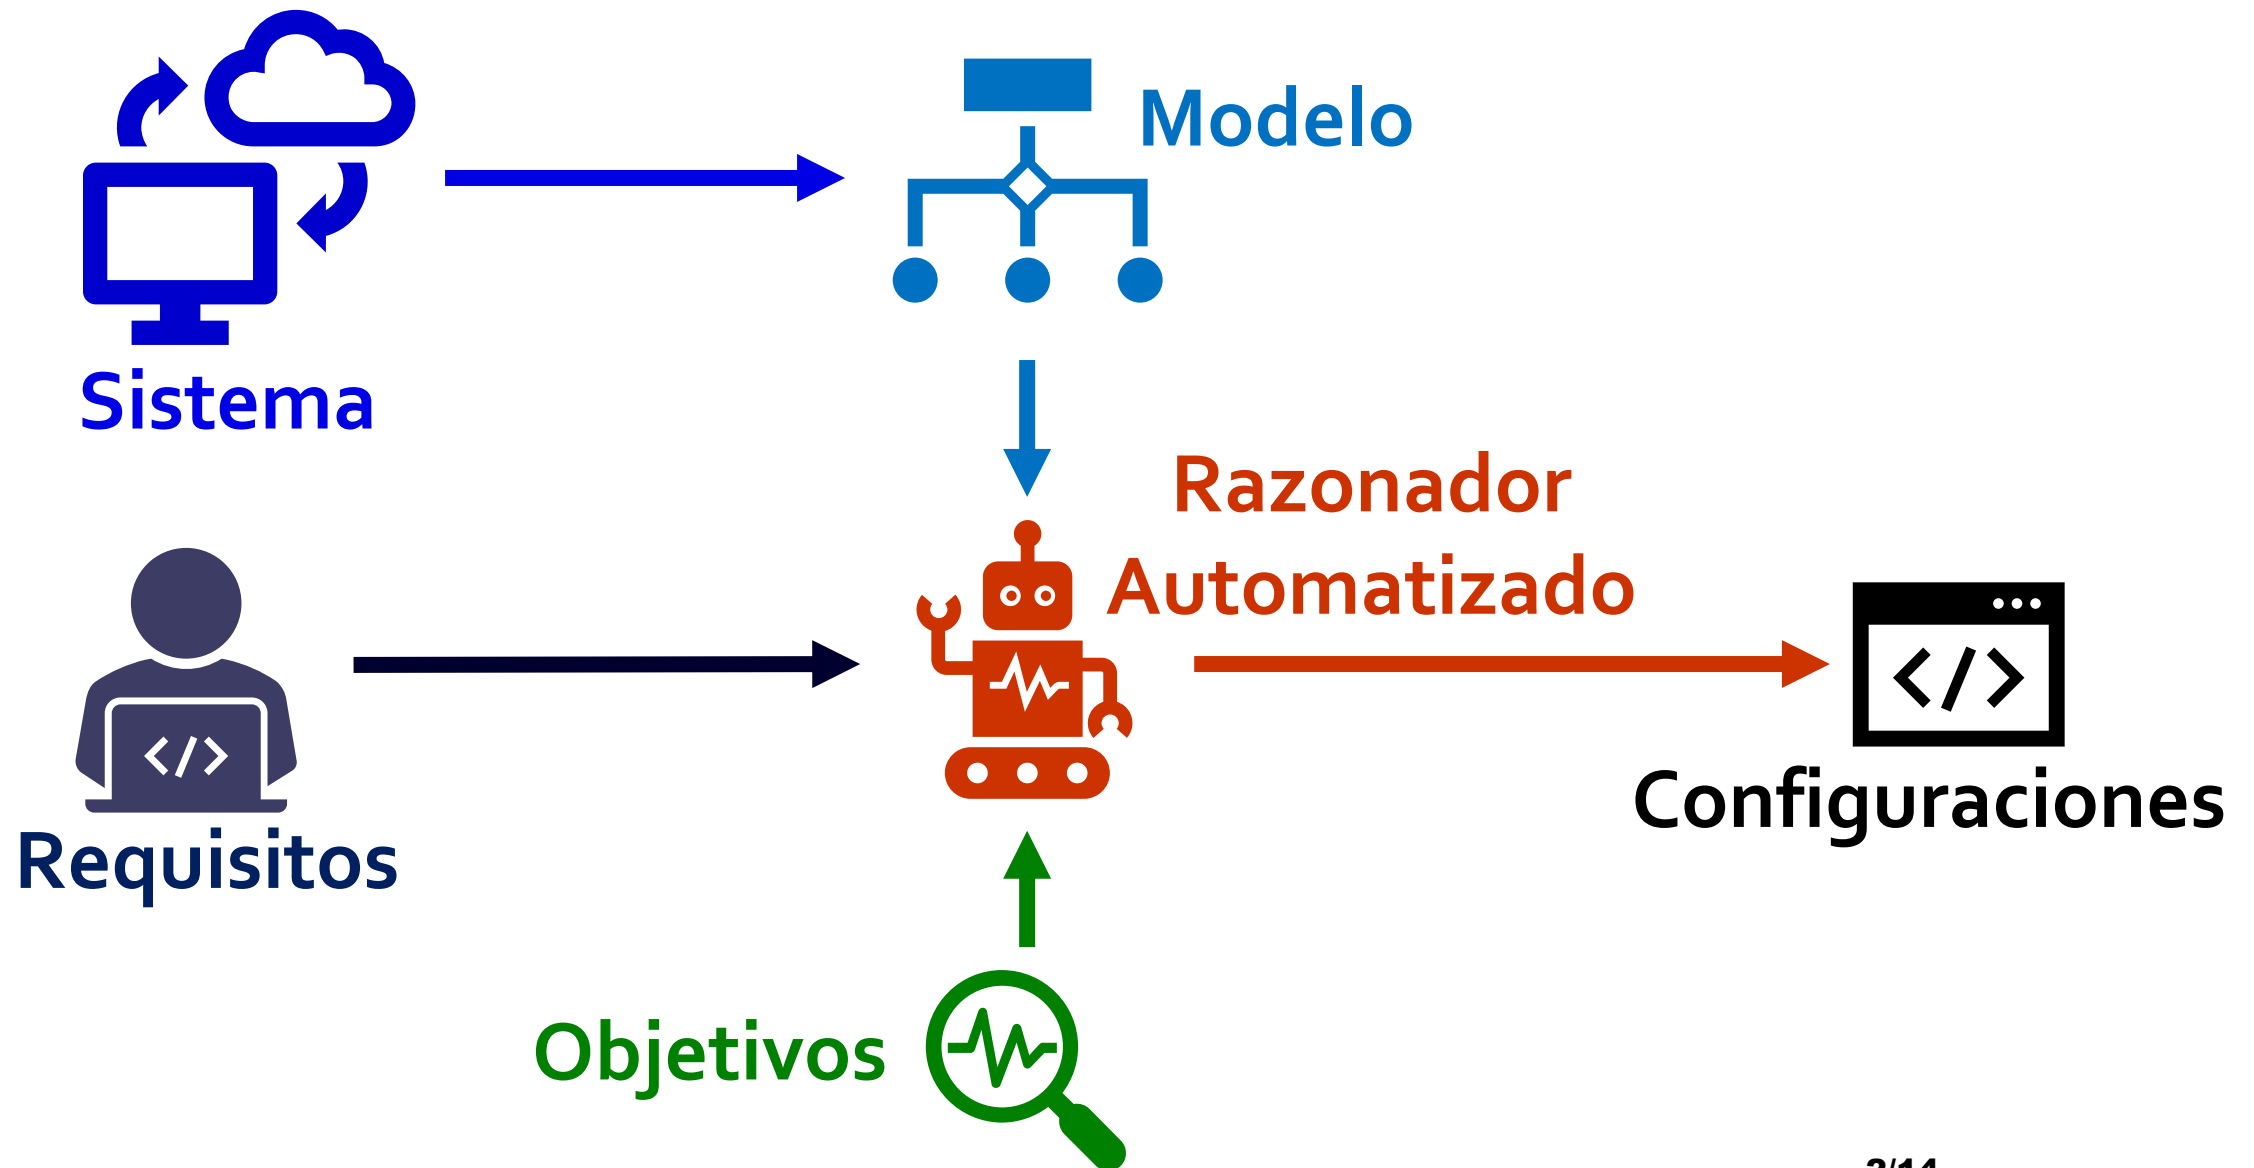 Modelo
Sistema
Razonador
Automatizado
</>
</>
Configuraciones
Requisitos
Objetivos